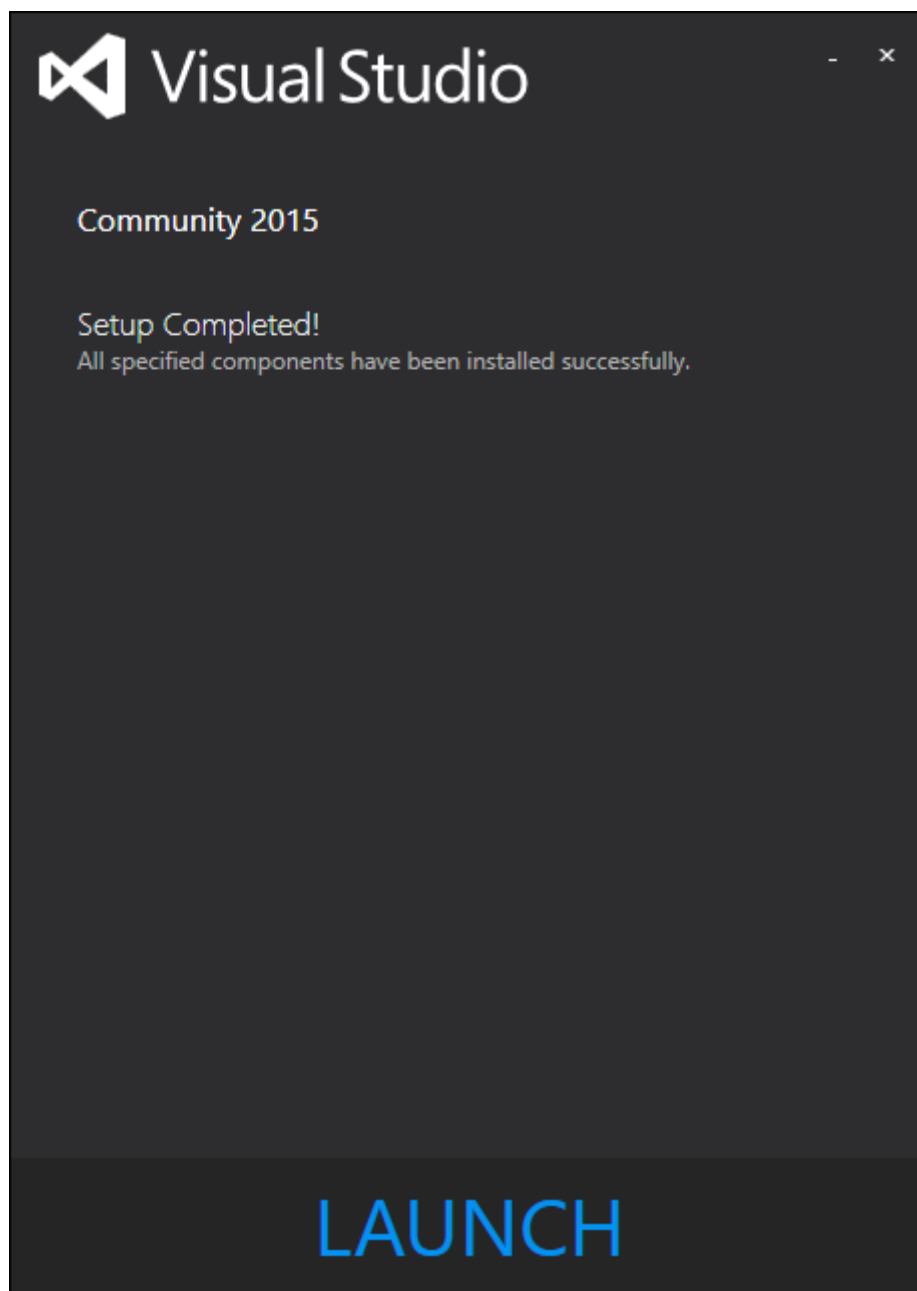 Visual Studio
Community 2015
Setup Completed!
All specified components have been installed successfully.
LAUNCH